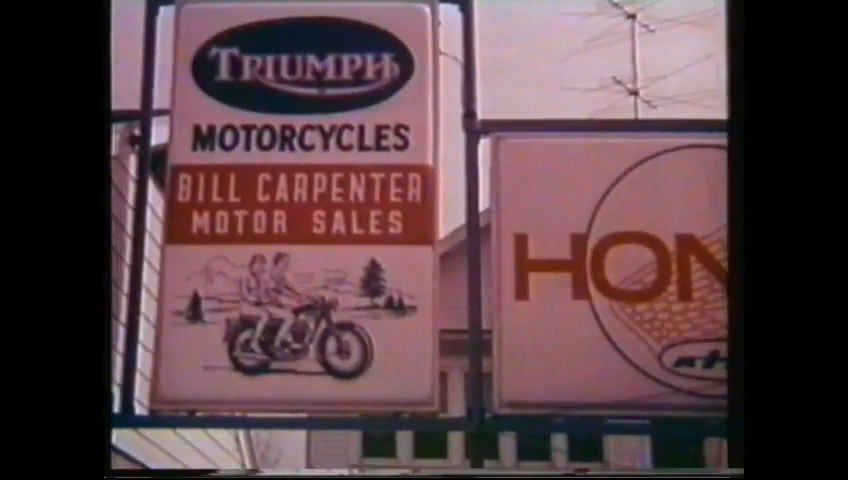 TRIUMPH
MOTORCYCLES
BILL CARPENTER
MOTOR SALES
HON